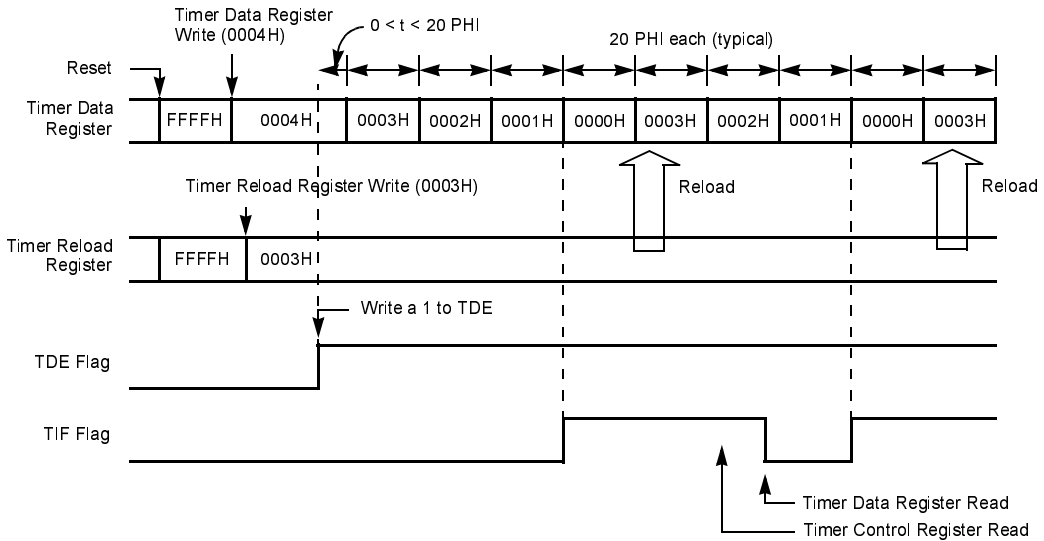 Timer Data Register
Write (0004H)
0 < t < 20 PHI
20 PHI each (typical)
Reset
Timer Data
Register
FFFFH
0004H
0003H
0002H
0001H
0000H
0003H
0002H
0001H
0000H
0003H
Timer Reload Register Write (0003H)
Reload
Reload
Timer Reload
Register
FFFFH
0003H
Write a 1 to TDE
TDE Flag
TIF Flag
Timer Data Register Read
Timer Control Register Read